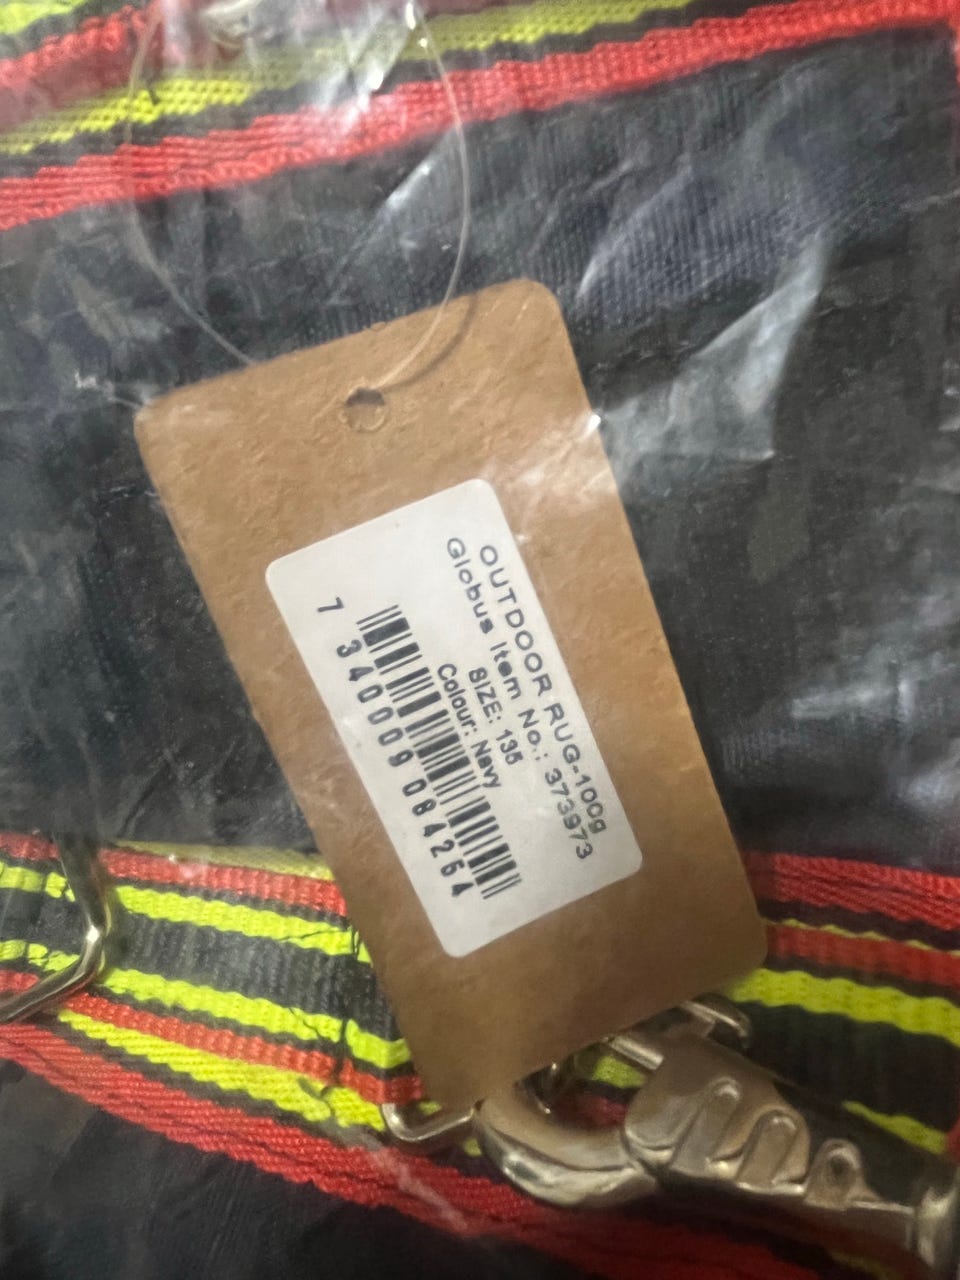 OUTDOOR RUG-100g
Globus Item No.: 373973
SIZE: 135
Colour: Navy
7 340009 084264